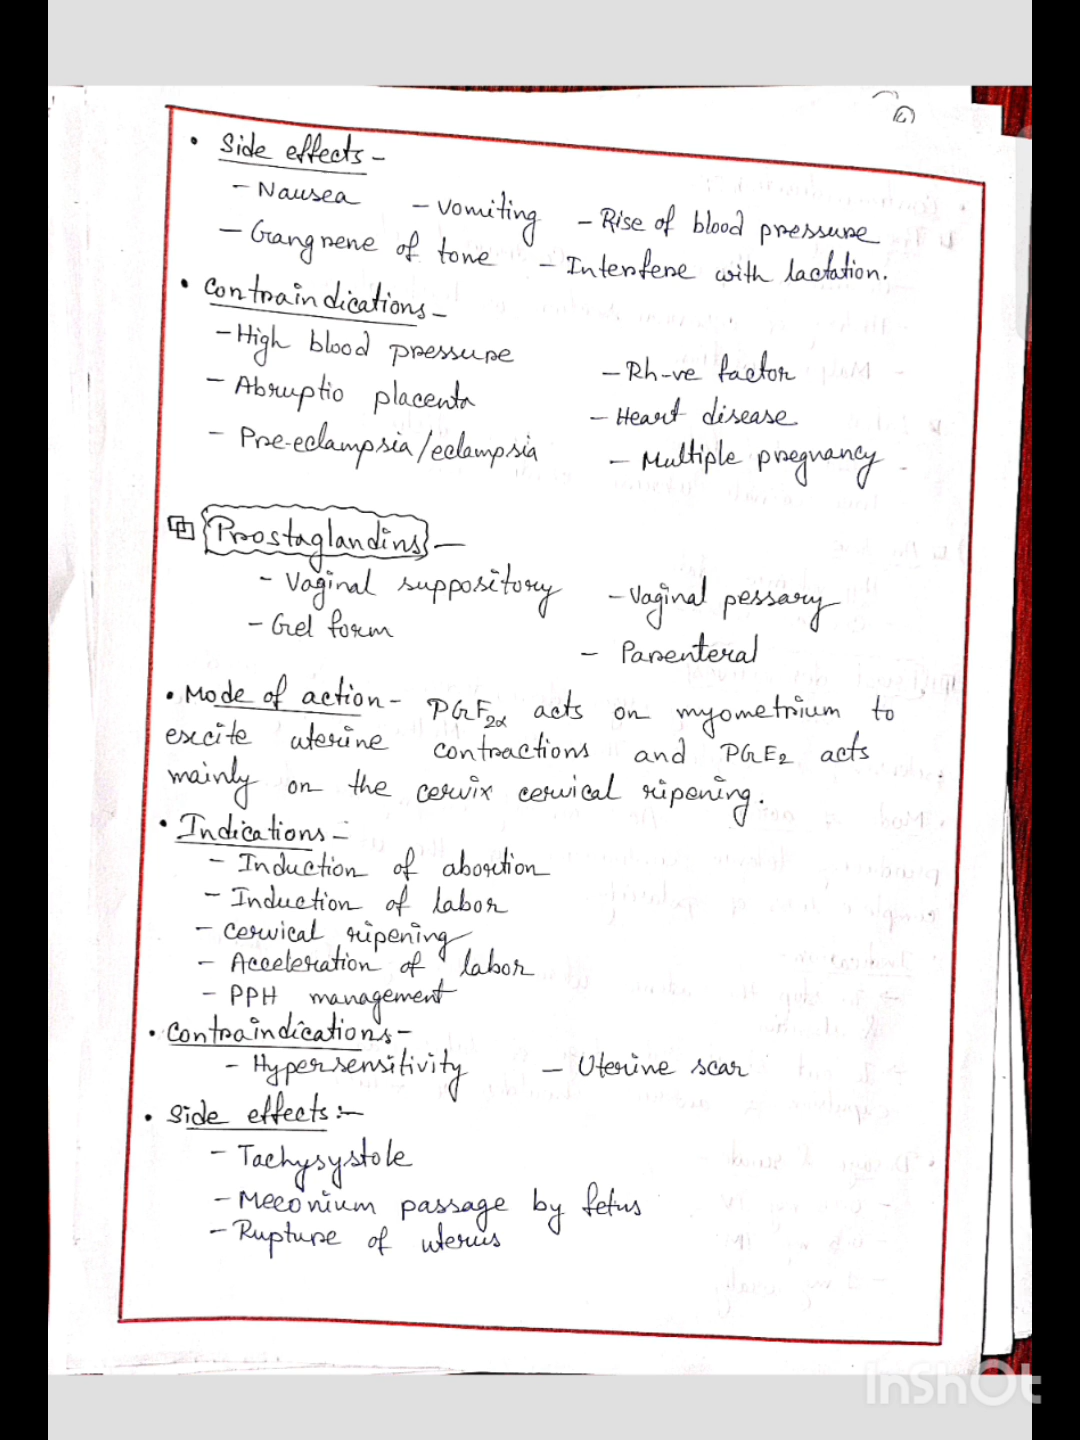 6
• Side effects -
- Nausea - vomiting - Rise of blood pressure
- Gangrene of tone - Interfere with lactation.
• Contraindications -
- High blood pressure - Rh-ve factor
- Abruptio placenta - Heart disease
- Pre-eclampsia/eclampsia - Multiple pregnancy
Prostaglandins -
- Vaginal suppository - Vaginal pessary
- Gel form - Parenteral
• Mode of action - PGF2α acts on myometrium to
excite uterine contractions and PGE2 acts
mainly on the cervix cervical ripening.
• Indications -
- Induction of abortion
- Induction of labor
- cervical ripening
- Acceleration of labor
- PPH management
• Contraindications -
- Hypersensitivity - Uterine scar
• Side effects :-
- Tachysystole
- Meconium passage by fetus
- Rupture of uterus
InShOt